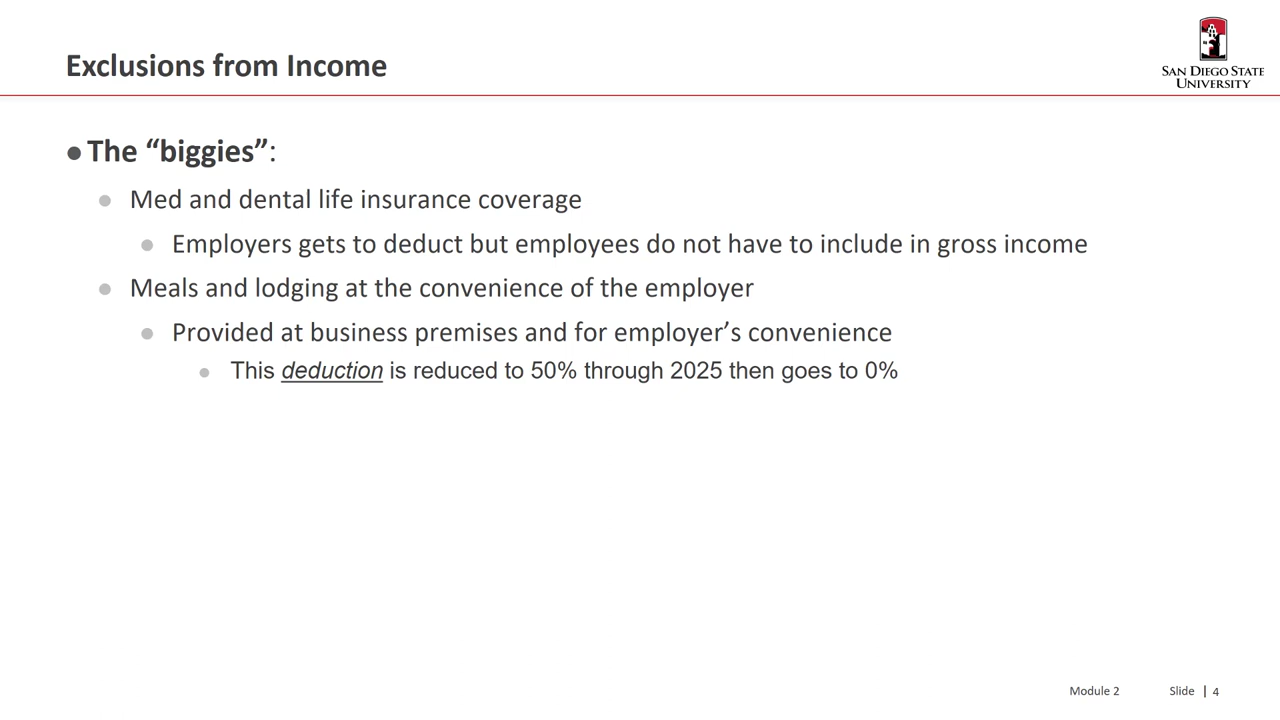 Exclusions from Income
SAN DIEGO STATE
UNIVERSITY
● The “biggies”:
● Med and dental life insurance coverage
● Employers gets to deduct but employees do not have to include in gross income
● Meals and lodging at the convenience of the employer
● Provided at business premises and for employer’s convenience
● This deduction is reduced to 50% through 2025 then goes to 0%
Module 2 Slide | 4